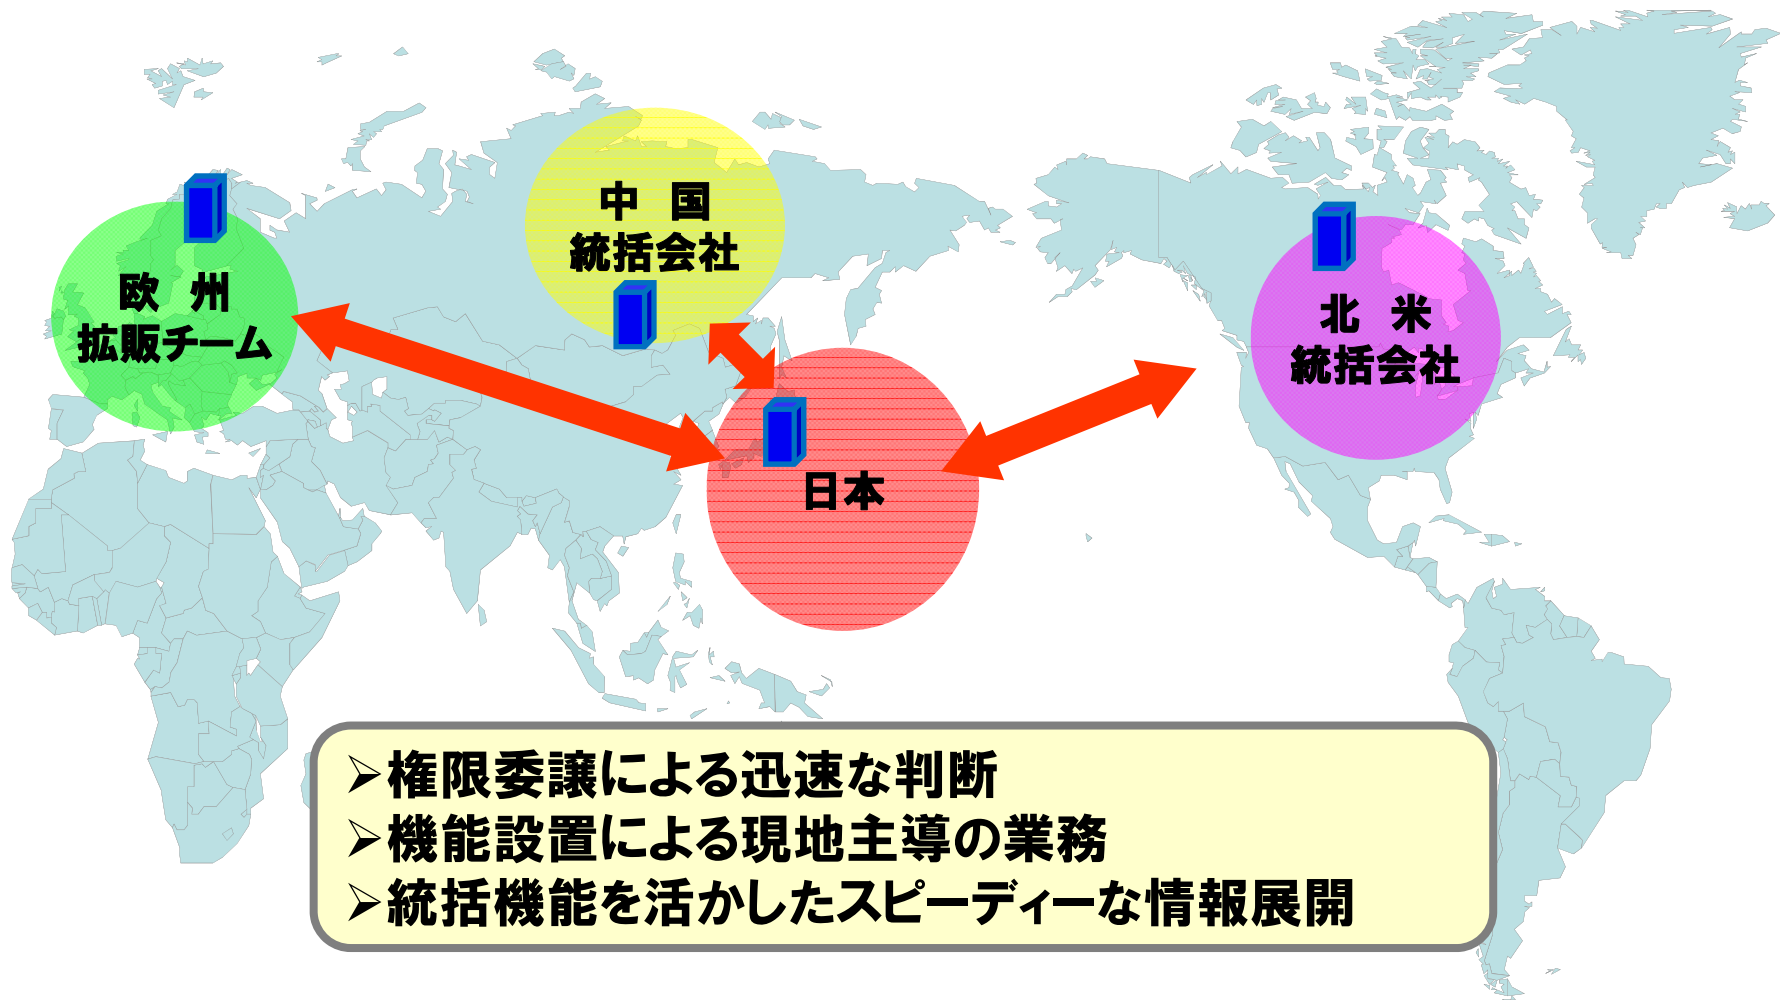 中　国
統括会社
欧　州
拡販チーム
北　米
統括会社
日本
➢権限委譲による迅速な判断
➢機能設置による現地主導の業務
➢統括機能を活かしたスピーディーな情報展開